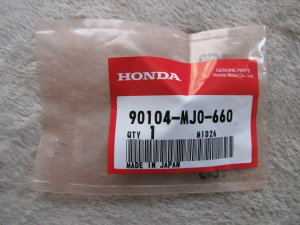 GENUINE PARTS
Honda Motor Co., Ltd.
HONDA
90104-MJ0-660
QTY 1 M1D26
MADE IN JAPAN